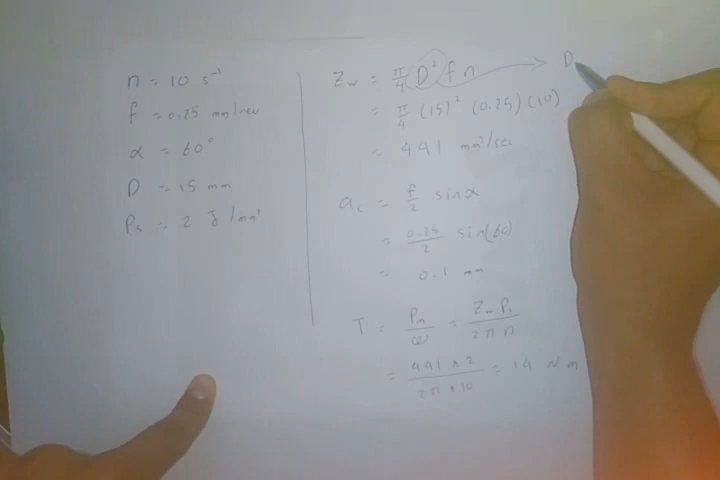 n = 10 s⁻¹
f = 0.25 mm/rev
α = 60°
D = 15 mm
Ps = 2 J/mm³
Zw = π/4 D² f n → D
= π/4 (15)² (0.25)(10)
= 441 mm³/sec
ac = f/2 sinα
= 0.25/2 sin(60)
= 0.1 mm
T = Pm/ω = Zw Ps / 2πn
= 441 × 2 / 2π × 10 = 14 N m